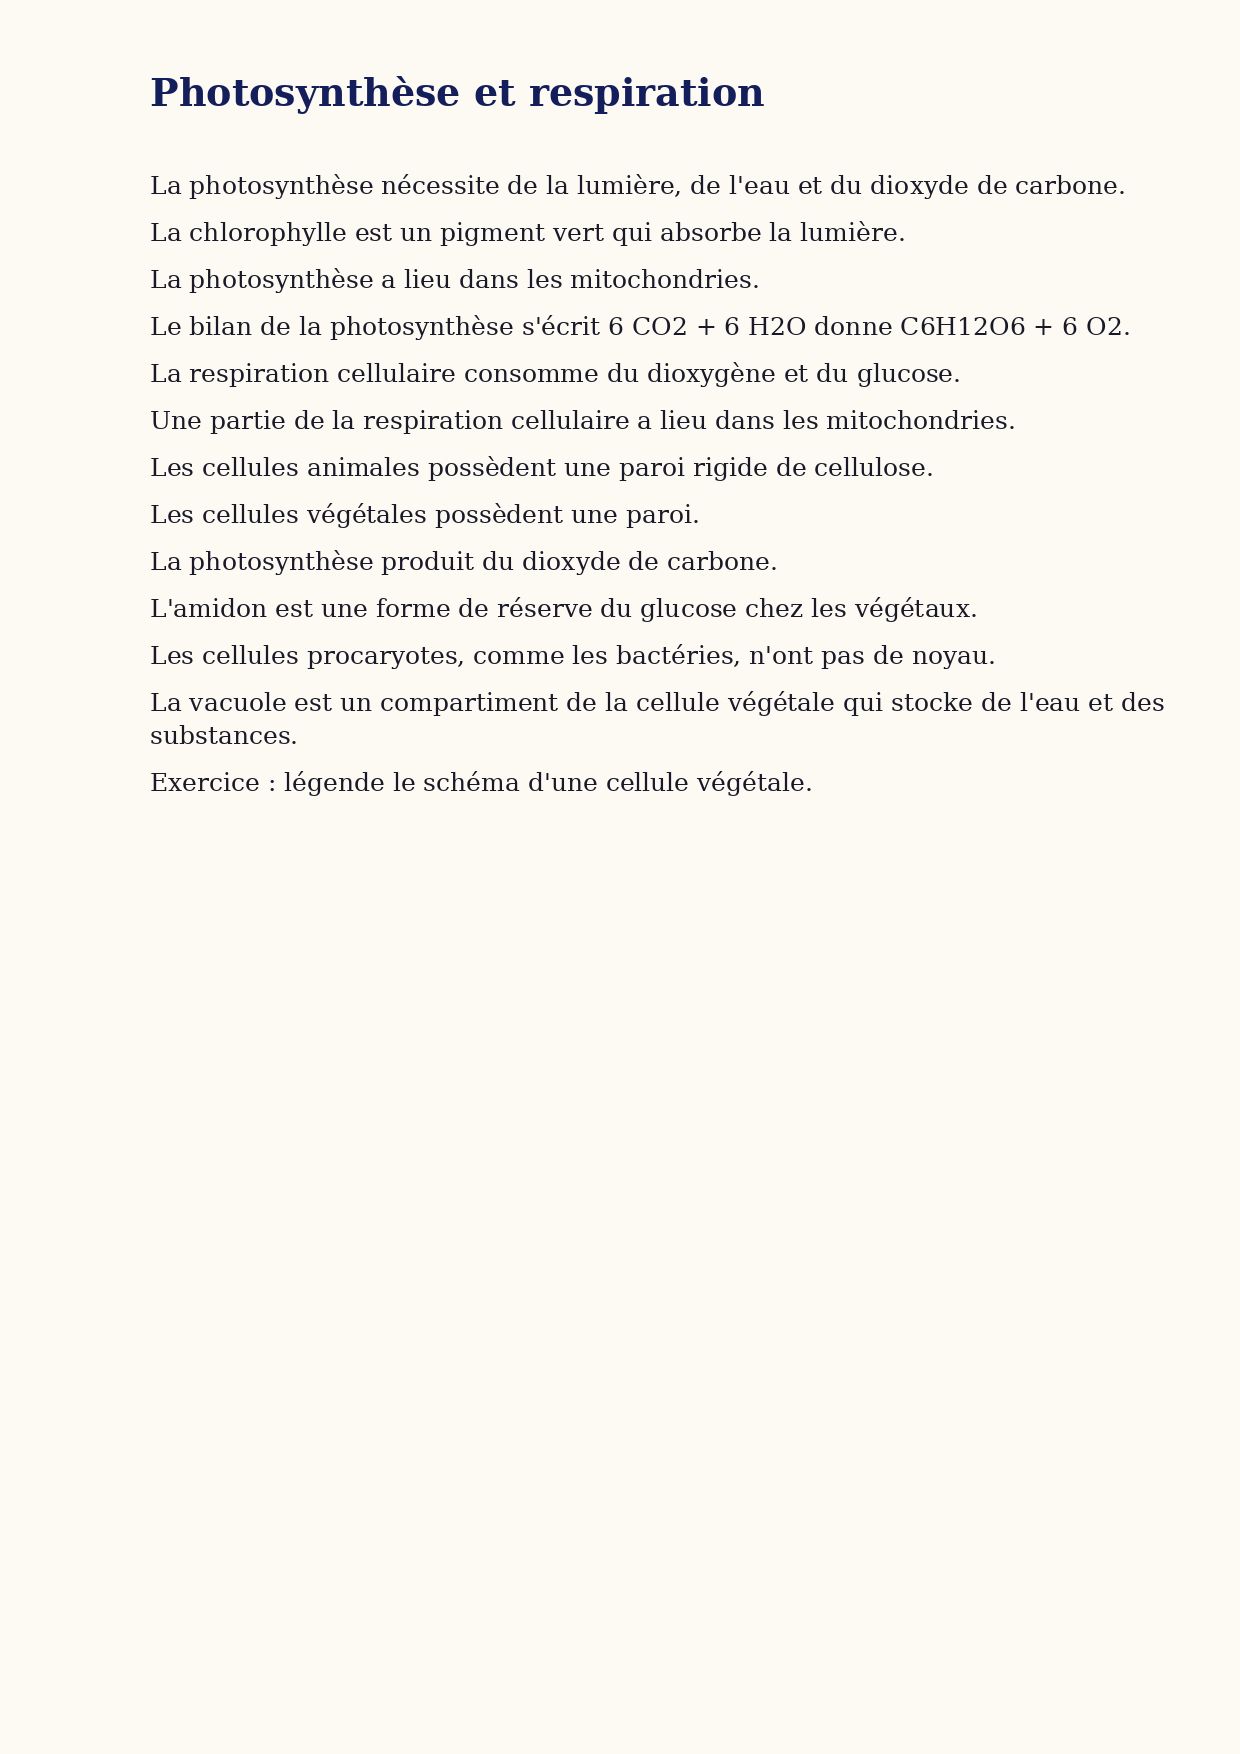 Photosynthèse et respiration
La photosynthèse nécessite de la lumière, de l'eau et du dioxyde de carbone.
La chlorophylle est un pigment vert qui absorbe la lumière.
La photosynthèse a lieu dans les mitochondries.
Le bilan de la photosynthèse s'écrit 6 CO2 + 6 H2O donne C6H12O6 + 6 O2.
La respiration cellulaire consomme du dioxygène et du glucose.
Une partie de la respiration cellulaire a lieu dans les mitochondries.
Les cellules animales possèdent une paroi rigide de cellulose.
Les cellules végétales possèdent une paroi.
La photosynthèse produit du dioxyde de carbone.
L'amidon est une forme de réserve du glucose chez les végétaux.
Les cellules procaryotes, comme les bactéries, n'ont pas de noyau.
La vacuole est un compartiment de la cellule végétale qui stocke de l'eau et des
substances.
Exercice : légende le schéma d'une cellule végétale.